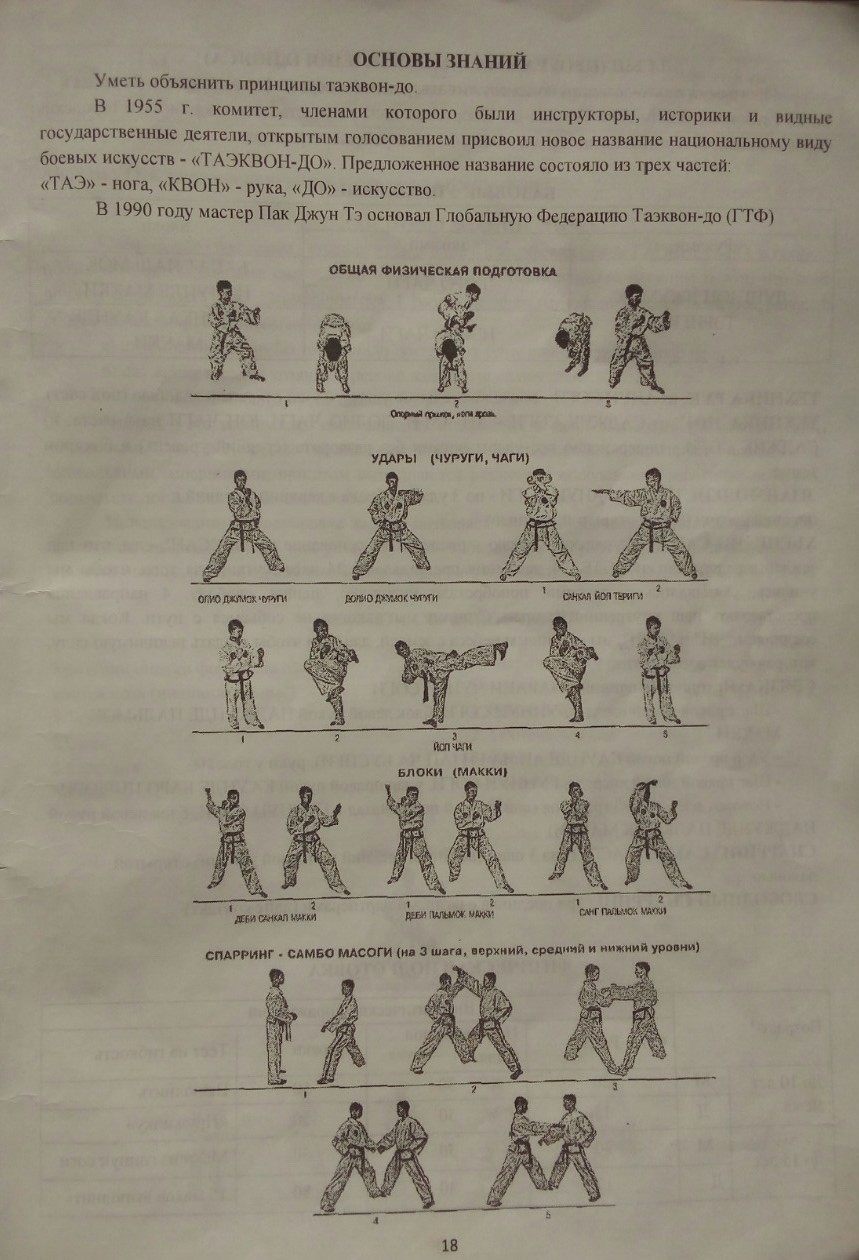 ОСНОВЫ ЗНАНИЙ
Уметь объяснить принципы таэквон-до.
В 1955 г. комитет, членами которого были инструкторы, историки и видные
государственные деятели, открытым голосованием присвоил новое название национальному виду
боевых искусств - «ТАЭКВОН-ДО». Предложенное название состояло из трех частей:
«ТАЭ» - нога, «КВОН» - рука, «ДО» - искусство.
В 1990 году мастер Пак Джун Тэ основал Глобальную Федерацию Таэквон-до (ГТФ)
ОБЩАЯ ФИЗИЧЕСКАЯ ПОДГОТОВКА
1 2 3
Опорный прыжок, ноги врозь.
УДАРЫ (ЧУРУГИ, ЧАГИ)
1 2
ОПИО ДЖУМОК ЧУРУГИ ДОЛИО ДЖУМОК ЧУРУГИ САНКАЛ ЙОП ТЕРИГИ
1 2 3 4 5
ЙОП ЧАГИ
БЛОКИ (МАККИ)
1 2 1 2 1 2
ДЕБИ САНКАЛ МАККИ ДЕБИ ПАЛЬМОК МАККИ САНГ ПАЛЬМОК МАККИ
СПАРРИНГ - САМБО МАСОГИ (на 3 шага, верхний, средний и нижний уровни)
1 2 3
4 5
18